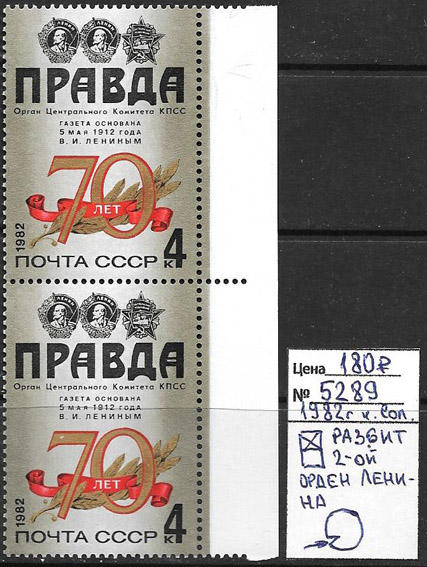 ПРАВДА
Орган Центрального Комитета КПСС
ГАЗЕТА ОСНОВАНА
5 МАЯ 1912 ГОДА
В. И. ЛЕНИНЫМ
70
ЛЕТ
1982
ПОЧТА СССР 4 К
ПРАВДА
Орган Центрального Комитета КПСС
ГАЗЕТА ОСНОВАНА
5 МАЯ 1912 ГОДА
В. И. ЛЕНИНЫМ
70
ЛЕТ
1982
ПОЧТА СССР 4 К
Цена 180₽
№ 5289
1982г к. Сол.
РАЗБИТ
2-ОЙ
ОРДЕН ЛЕНИ-
НА